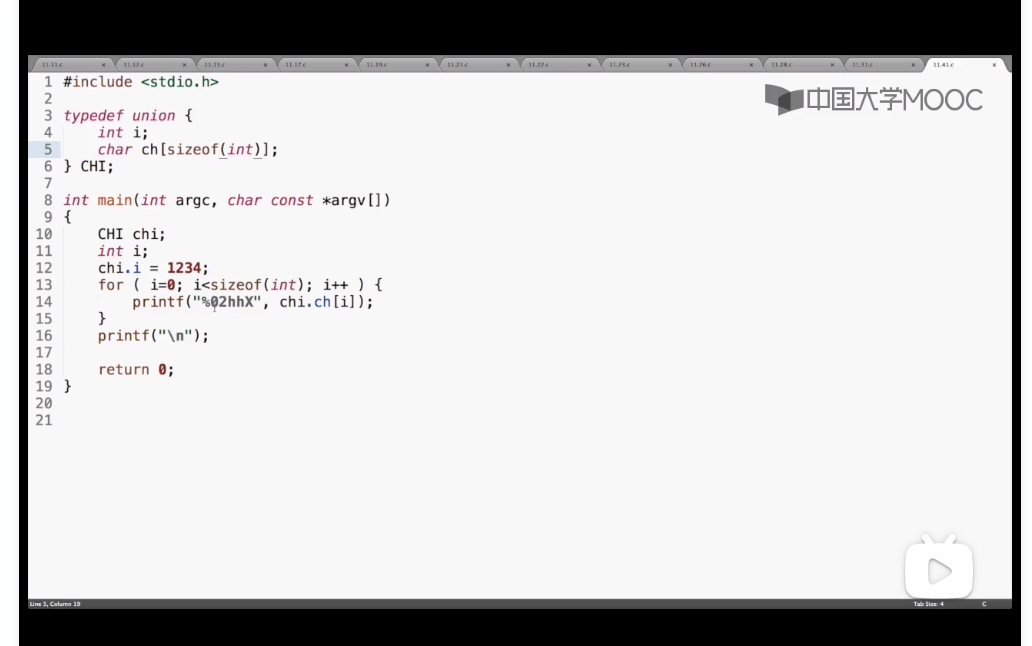 11.11.c × 11.12.c × 11.15.c × 11.17.c × 11.19.c × 11.21.c × 11.22.c × 11.23.c × 11.26.c × 11.28.c × 11.31.c × 11.41.c ×
中国大学MOOC
1 #include <stdio.h>
2
3 typedef union {
4     int i;
5     char ch[sizeof(int)];
6 } CHI;
7
8 int main(int argc, char const *argv[])
9 {
10     CHI chi;
11     int i;
12     chi.i = 1234;
13     for ( i=0; i<sizeof(int); i++ ) {
14         printf("%02hhX", chi.ch[i]);
15     }
16     printf("\n");
17
18     return 0;
19 }
20
21
Line 5, Column 19 Tab Size: 4 C